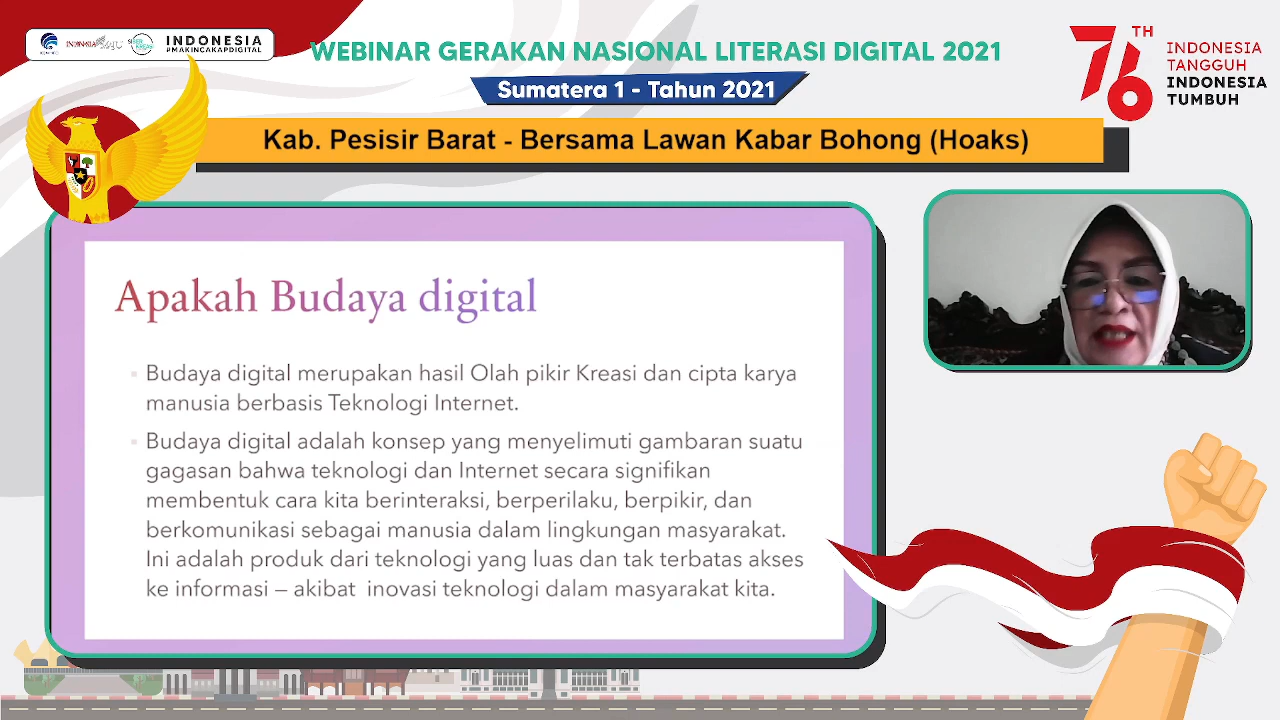 INDONESIA
#MAKINCAKAPDIGITAL
WEBINAR GERAKAN NASIONAL LITERASI DIGITAL 2021
Sumatera 1 - Tahun 2021
76TH
INDONESIA
TANGGUH
INDONESIA
TUMBUH
Kab. Pesisir Barat - Bersama Lawan Kabar Bohong (Hoaks)
Apakah Budaya digital
Budaya digital merupakan hasil Olah pikir Kreasi dan cipta karya
manusia berbasis Teknologi Internet.
Budaya digital adalah konsep yang menyelimuti gambaran suatu
gagasan bahwa teknologi dan Internet secara signifikan
membentuk cara kita berinteraksi, berperilaku, berpikir, dan
berkomunikasi sebagai manusia dalam lingkungan masyarakat.
Ini adalah produk dari teknologi yang luas dan tak terbatas akses
ke informasi – akibat  inovasi teknologi dalam masyarakat kita.